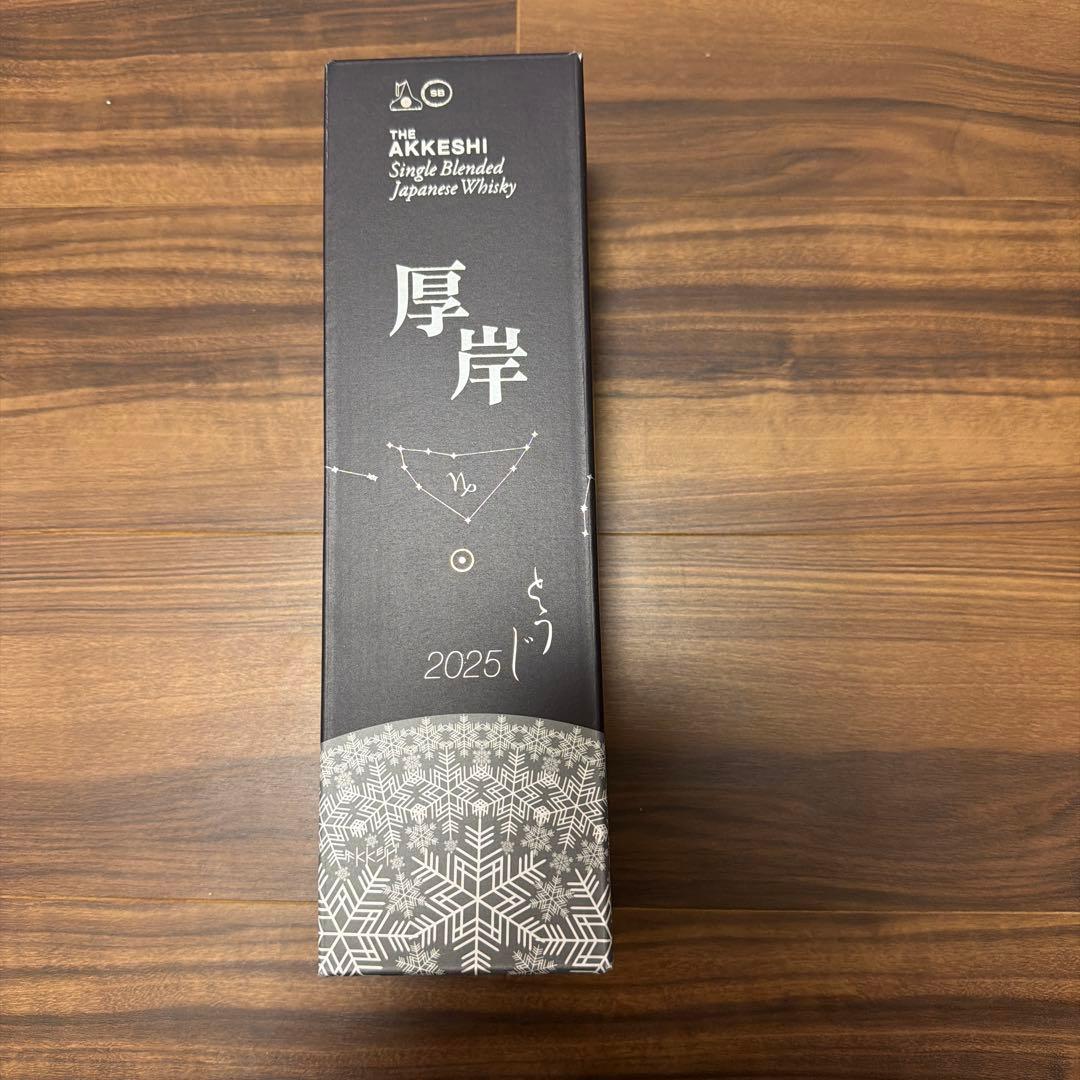 SB
THE
AKKESHI
Single Blended
Japanese Whisky
厚岸
とうじ
2025